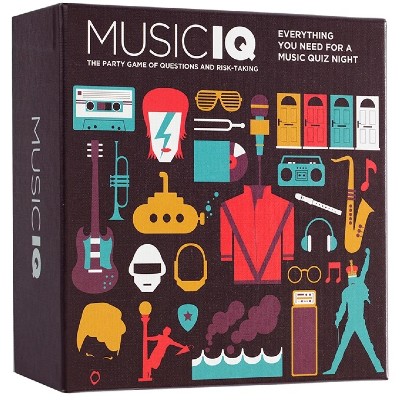 MUSIC IQ
THE PARTY GAME OF QUESTIONS AND RISK-TAKING
EVERYTHING
YOU NEED FOR A
MUSIC QUIZ NIGHT
MUSIC IQ